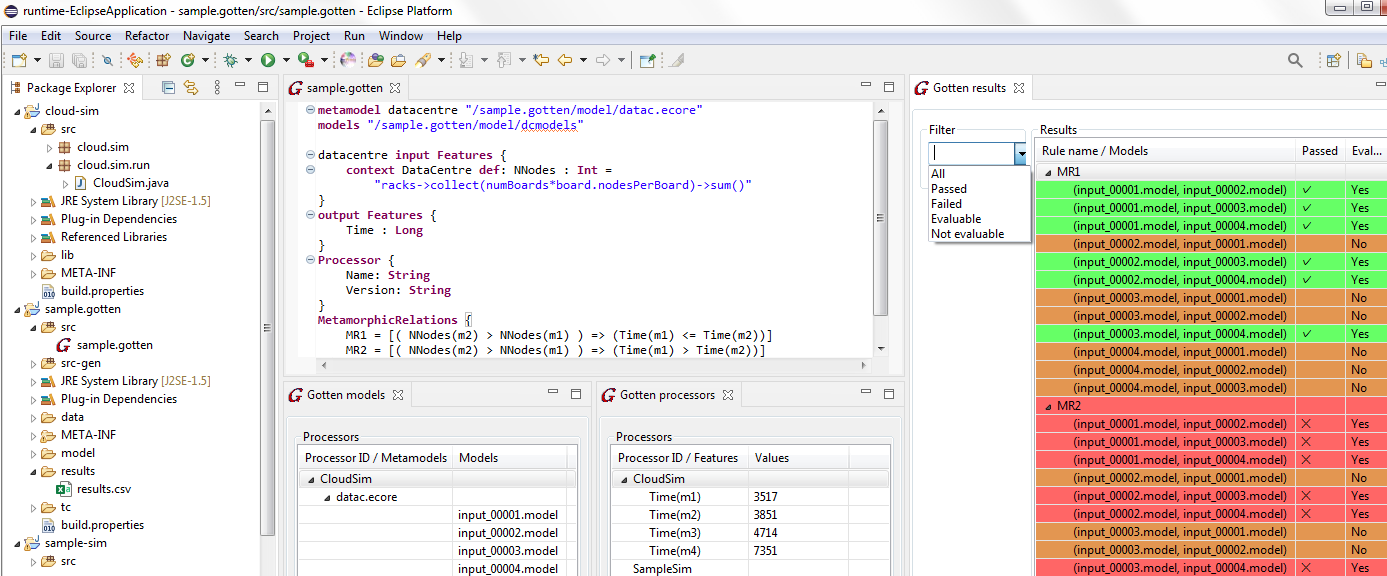 runtime-EclipseApplication - sample.gotten/src/sample.gotten - Eclipse Platform
File Edit Source Refactor Navigate Search Project Run Window Help
Package Explorer
cloud-sim
src
cloud.sim
cloud.sim.run
CloudSim.java
JRE System Library [J2SE-1.5]
Plug-in Dependencies
Referenced Libraries
lib
META-INF
build.properties
sample.gotten
src
sample.gotten
src-gen
JRE System Library [J2SE-1.5]
Plug-in Dependencies
data
META-INF
model
results
results.csv
tc
build.properties
sample-sim
src
sample.gotten
metamodel datacentre "/sample.gotten/model/datac.ecore"
models "/sample.gotten/model/dcmodels"
datacentre input Features {
context DataCentre def: NNodes : Int =
"racks->collect(numBoards*board.nodesPerBoard)->sum()"
}
output Features {
Time : Long
}
Processor {
Name: String
Version: String
}
MetamorphicRelations {
MR1 = [( NNodes(m2) > NNodes(m1) ) => (Time(m1) <= Time(m2))]
MR2 = [( NNodes(m2) > NNodes(m1) ) => (Time(m1) > Time(m2))]
Gotten models
Processors
Processor ID / Metamodels Models
CloudSim
datac.ecore
input_00001.model
input_00002.model
input_00003.model
input_00004.model
Gotten processors
Processors
Processor ID / Features Values
CloudSim
Time(m1) 3517
Time(m2) 3851
Time(m3) 4714
Time(m4) 7351
SampleSim
Gotten results
Filter
All
Passed
Failed
Evaluable
Not evaluable
Results
Rule name / Models Passed Eval...
MR1
(input_00001.model, input_00002.model) ✓ Yes
(input_00001.model, input_00003.model) ✓ Yes
(input_00001.model, input_00004.model) ✓ Yes
(input_00002.model, input_00001.model) No
(input_00002.model, input_00003.model) ✓ Yes
(input_00002.model, input_00004.model) ✓ Yes
(input_00003.model, input_00001.model) No
(input_00003.model, input_00002.model) No
(input_00003.model, input_00004.model) ✓ Yes
(input_00004.model, input_00001.model) No
(input_00004.model, input_00002.model) No
(input_00004.model, input_00003.model) No
MR2
(input_00001.model, input_00002.model) ✗ Yes
(input_00001.model, input_00003.model) ✗ Yes
(input_00001.model, input_00004.model) ✗ Yes
(input_00002.model, input_00001.model) No
(input_00002.model, input_00003.model) ✗ Yes
(input_00002.model, input_00004.model) ✗ Yes
(input_00003.model, input_00001.model) No
(input_00003.model, input_00002.model) No
(input_00003.model, input_00004.model) ✗ Yes